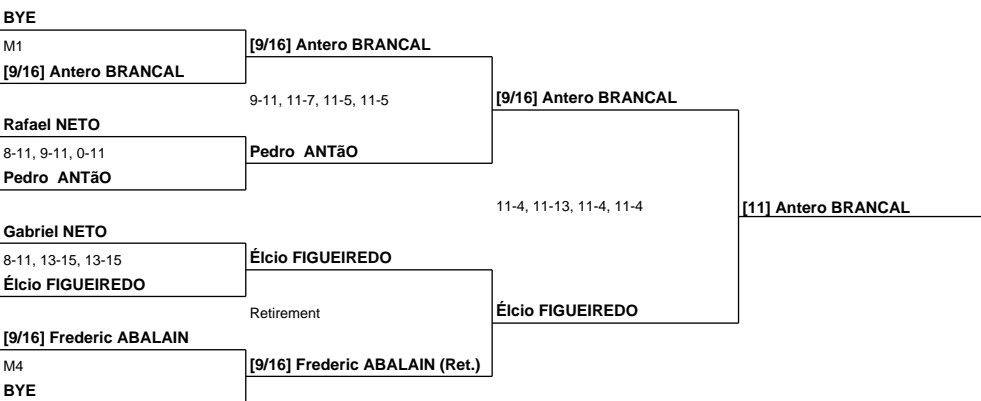 BYE
M1
[9/16] Antero BRANCAL
[9/16] Antero BRANCAL
9-11, 11-7, 11-5, 11-5
[9/16] Antero BRANCAL
Rafael NETO
8-11, 9-11, 0-11
Pedro ANTãO
Pedro ANTãO
11-4, 11-13, 11-4, 11-4
[11] Antero BRANCAL
Gabriel NETO
8-11, 13-15, 13-15
Élcio FIGUEIREDO
Élcio FIGUEIREDO
Retirement
Élcio FIGUEIREDO
[9/16] Frederic ABALAIN
M4
[9/16] Frederic ABALAIN (Ret.)
BYE